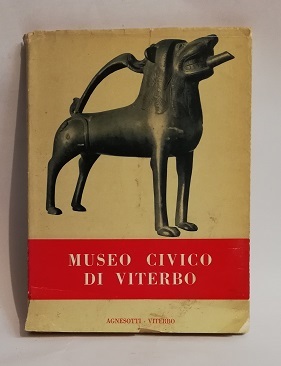 MUSEO CIVICO
DI VITERBO
AGNESOTTI - VITERBO